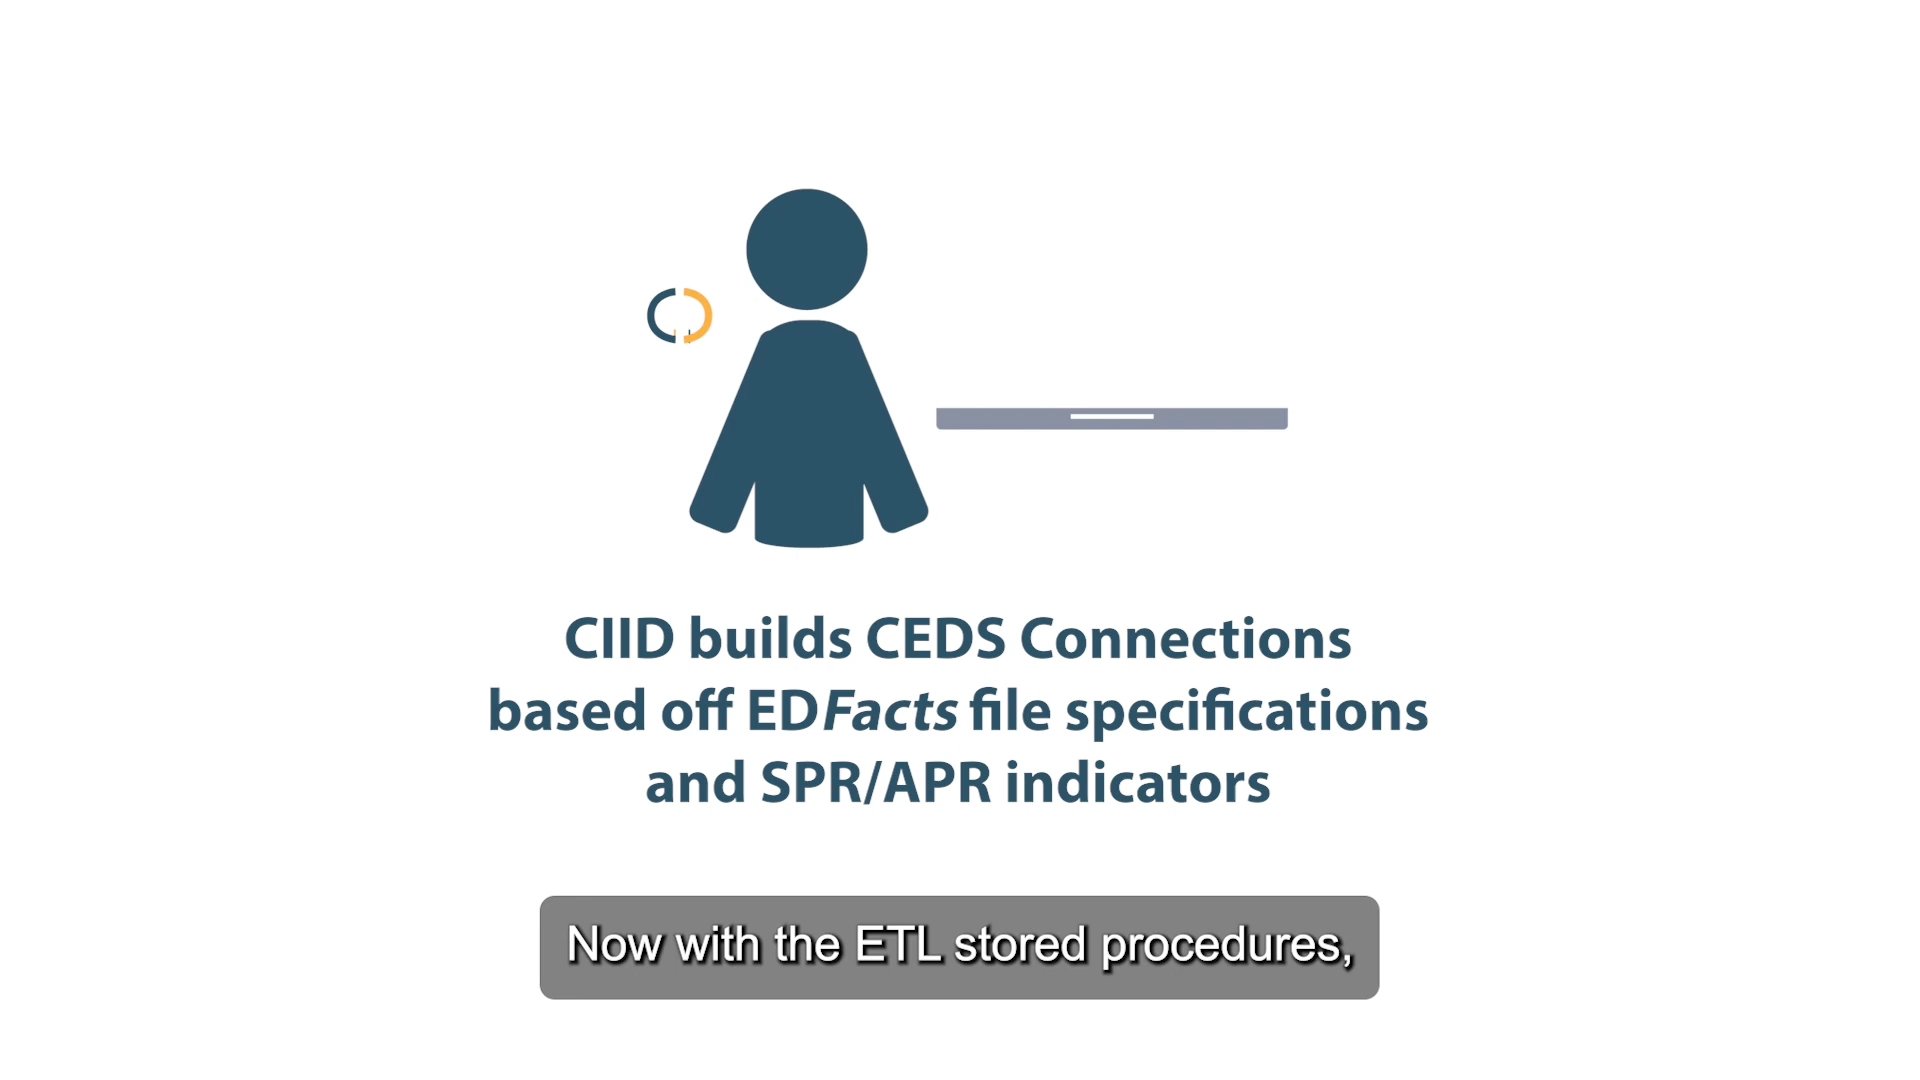 CIID builds CEDS Connections
based off EDFacts file specifications
and SPR/APR indicators
Now with the ETL stored procedures,